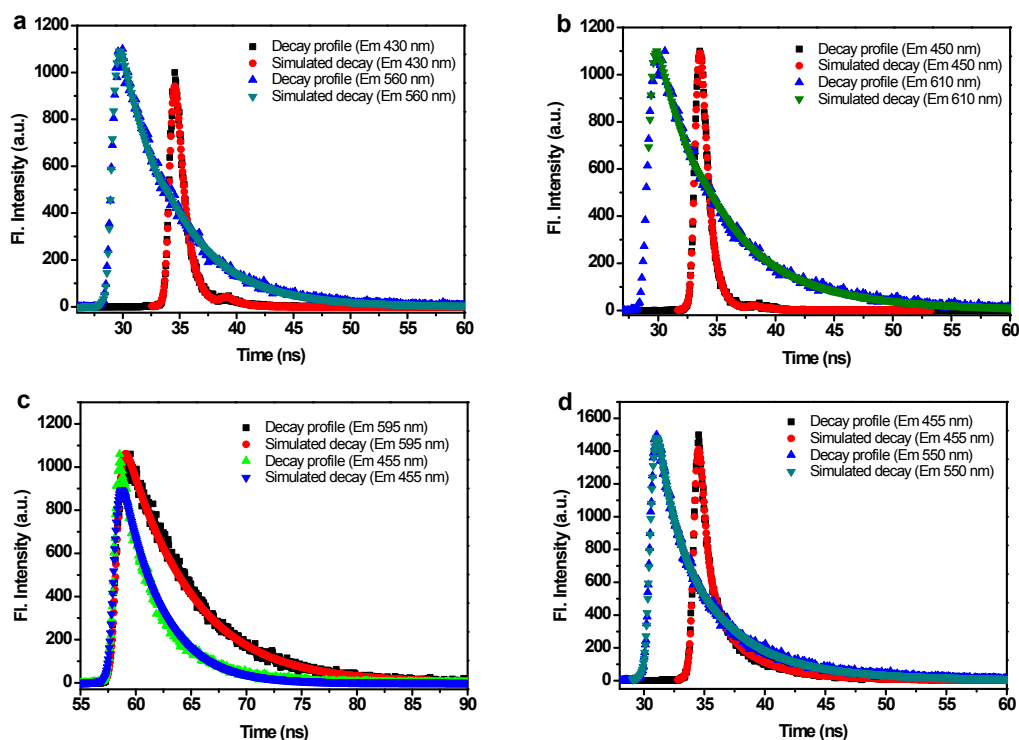 a
1200
1000
800
600
400
200
0
Fl. Intensity (a.u.)
Decay profile (Em 430 nm)
Simulated decay (Em 430 nm)
Decay profile (Em 560 nm)
Simulated decay (Em 560 nm)
30 35 40 45 50 55 60
Time (ns)
b
1200
1000
800
600
400
200
0
Fl. Intensity (a.u.)
Decay profile (Em 450 nm)
Simulated decay (Em 450 nm)
Decay profile (Em 610 nm)
Simulated decay (Em 610 nm)
30 35 40 45 50 55 60
Time (ns)
c
1200
1000
800
600
400
200
0
Fl. Intensity (a.u.)
Decay profile (Em 595 nm)
Simulated decay (Em 595 nm)
Decay profile (Em 455 nm)
Simulated decay (Em 455 nm)
55 60 65 70 75 80 85 90
Time (ns)
d
1600
1400
1200
1000
800
600
400
200
0
Fl. Intensity (a.u.)
Decay profile (Em 455 nm)
Simulated decay (Em 455 nm)
Decay profile (Em 550 nm)
Simulated decay (Em 550 nm)
30 35 40 45 50 55 60
Time (ns)